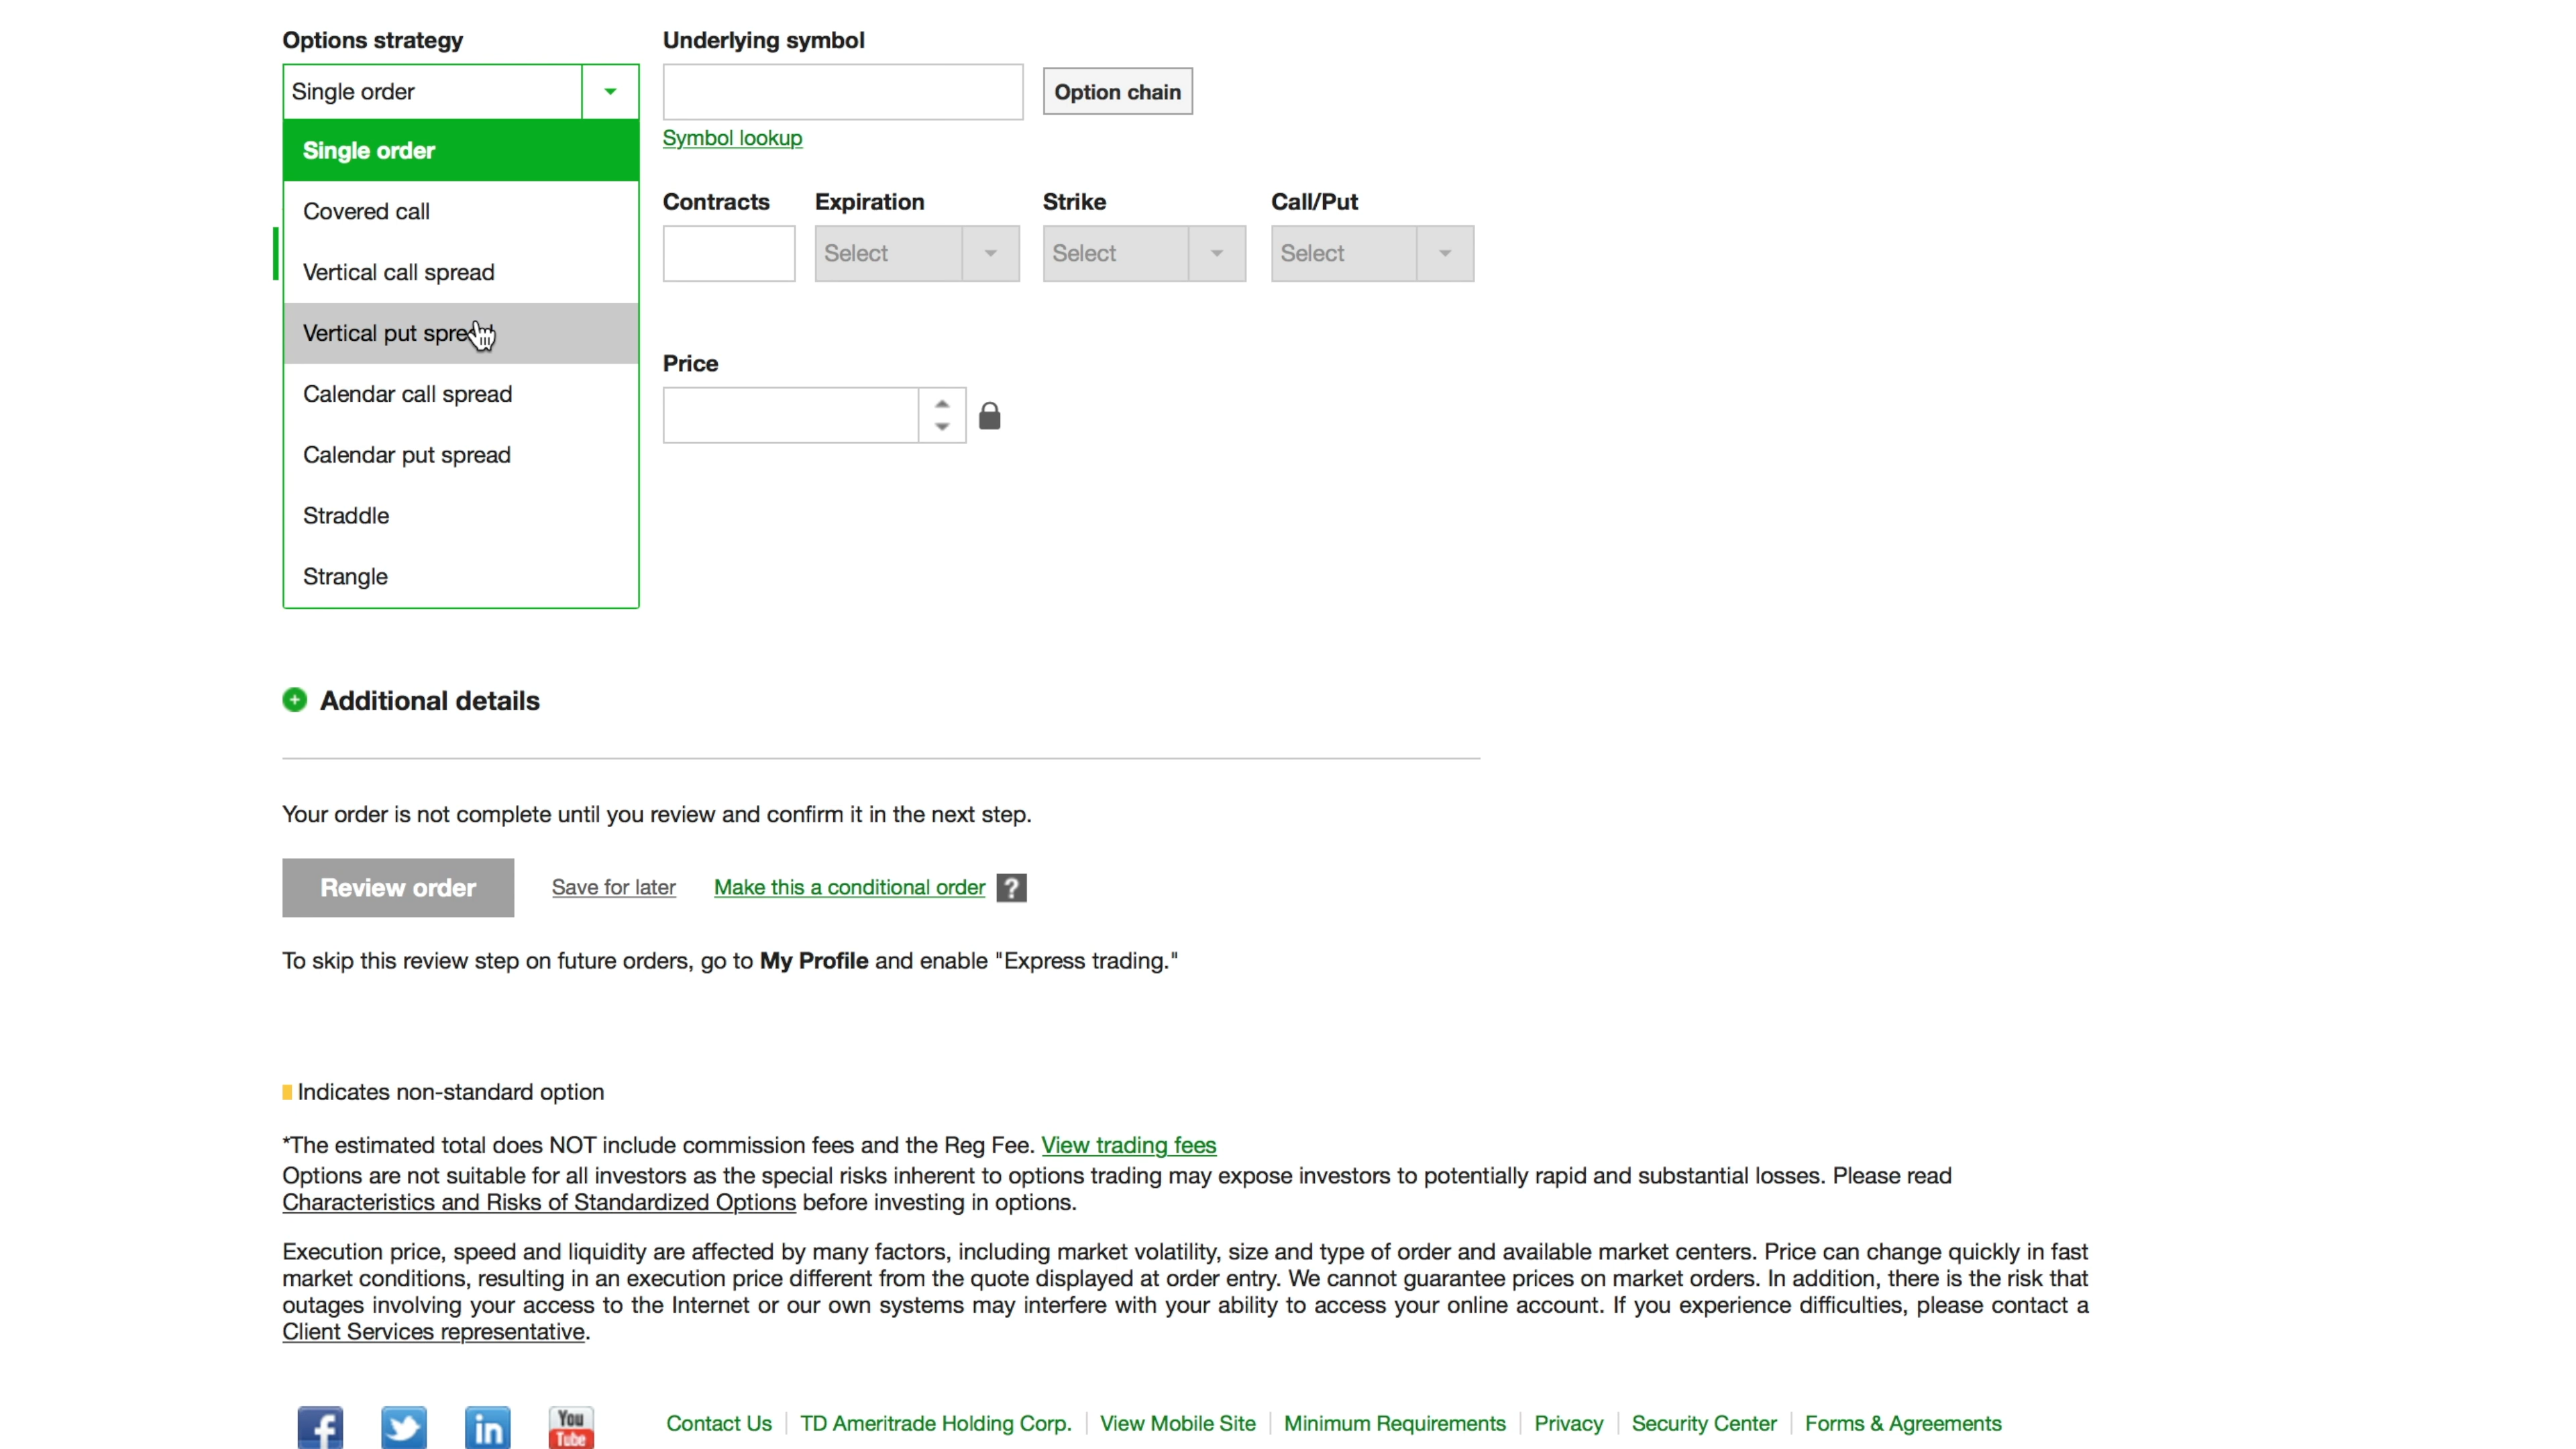 Options strategy
Underlying symbol
Single order
Option chain
Symbol lookup
Single order
Covered call
Vertical call spread
Vertical put spre
Calendar call spread
Calendar put spread
Straddle
Strangle
Contracts
Expiration
Strike
Call/Put
Select
Select
Select
Price
Additional details
Your order is not complete until you review and confirm it in the next step.
Review order
Save for later
Make this a conditional order ?
To skip this review step on future orders, go to My Profile and enable "Express trading."
Indicates non-standard option
*The estimated total does NOT include commission fees and the Reg Fee. View trading fees
Options are not suitable for all investors as the special risks inherent to options trading may expose investors to potentially rapid and substantial losses. Please read
Characteristics and Risks of Standardized Options before investing in options.
Execution price, speed and liquidity are affected by many factors, including market volatility, size and type of order and available market centers. Price can change quickly in fast
market conditions, resulting in an execution price different from the quote displayed at order entry. We cannot guarantee prices on market orders. In addition, there is the risk that
outages involving your access to the Internet or our own systems may interfere with your ability to access your online account. If you experience difficulties, please contact a
Client Services representative.
f
in
You
Tube
Contact Us
TD Ameritrade Holding Corp.
View Mobile Site
Minimum Requirements
Privacy
Security Center
Forms & Agreements